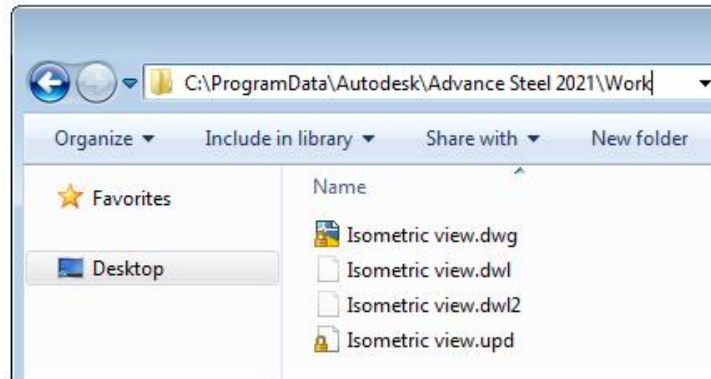 C:\ProgramData\Autodesk\Advance Steel 2021\Work
Organize Include in library Share with New folder
Favorites
Desktop
Name
Isometric view.dwg
Isometric view.dwl
Isometric view.dwl2
Isometric view.upd